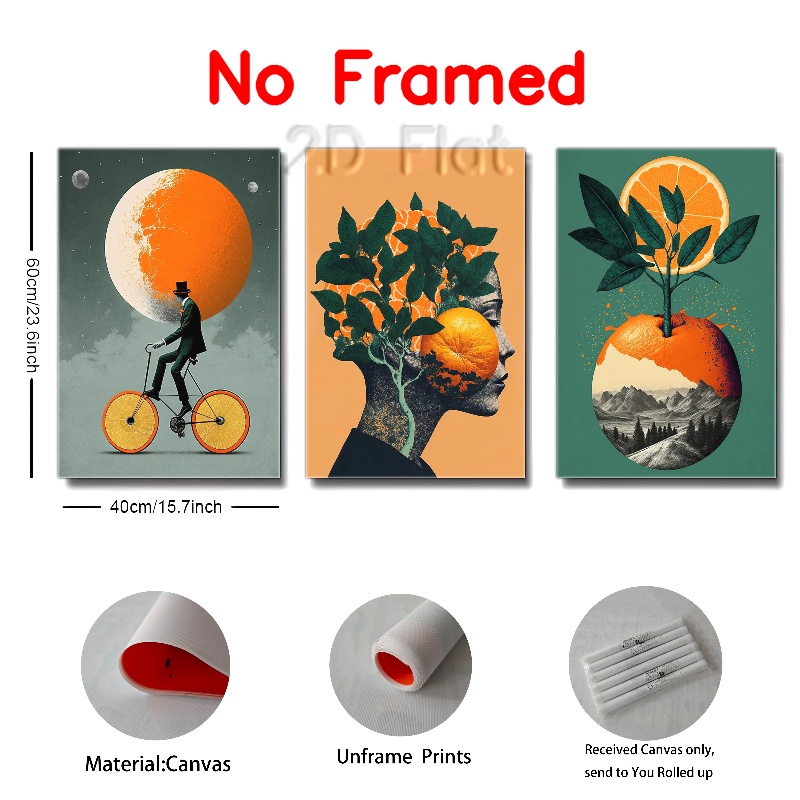 No Framed
2D Flat
60cm/23.6inch
40cm/15.7inch
Material:Canvas
Unframe Prints
Received Canvas only,
send to You Rolled up